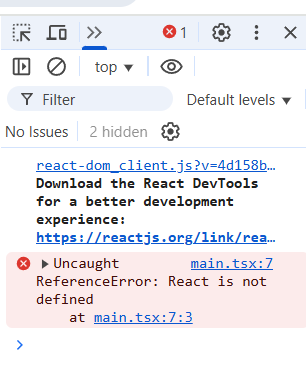 1
top
Filter
Default levels
No Issues
2 hidden
react-dom_client.js?v=4d158b…
Download the React DevTools
for a better development
experience:
https://reactjs.org/link/rea…
Uncaught main.tsx:7
ReferenceError: React is not
defined
at main.tsx:7:3